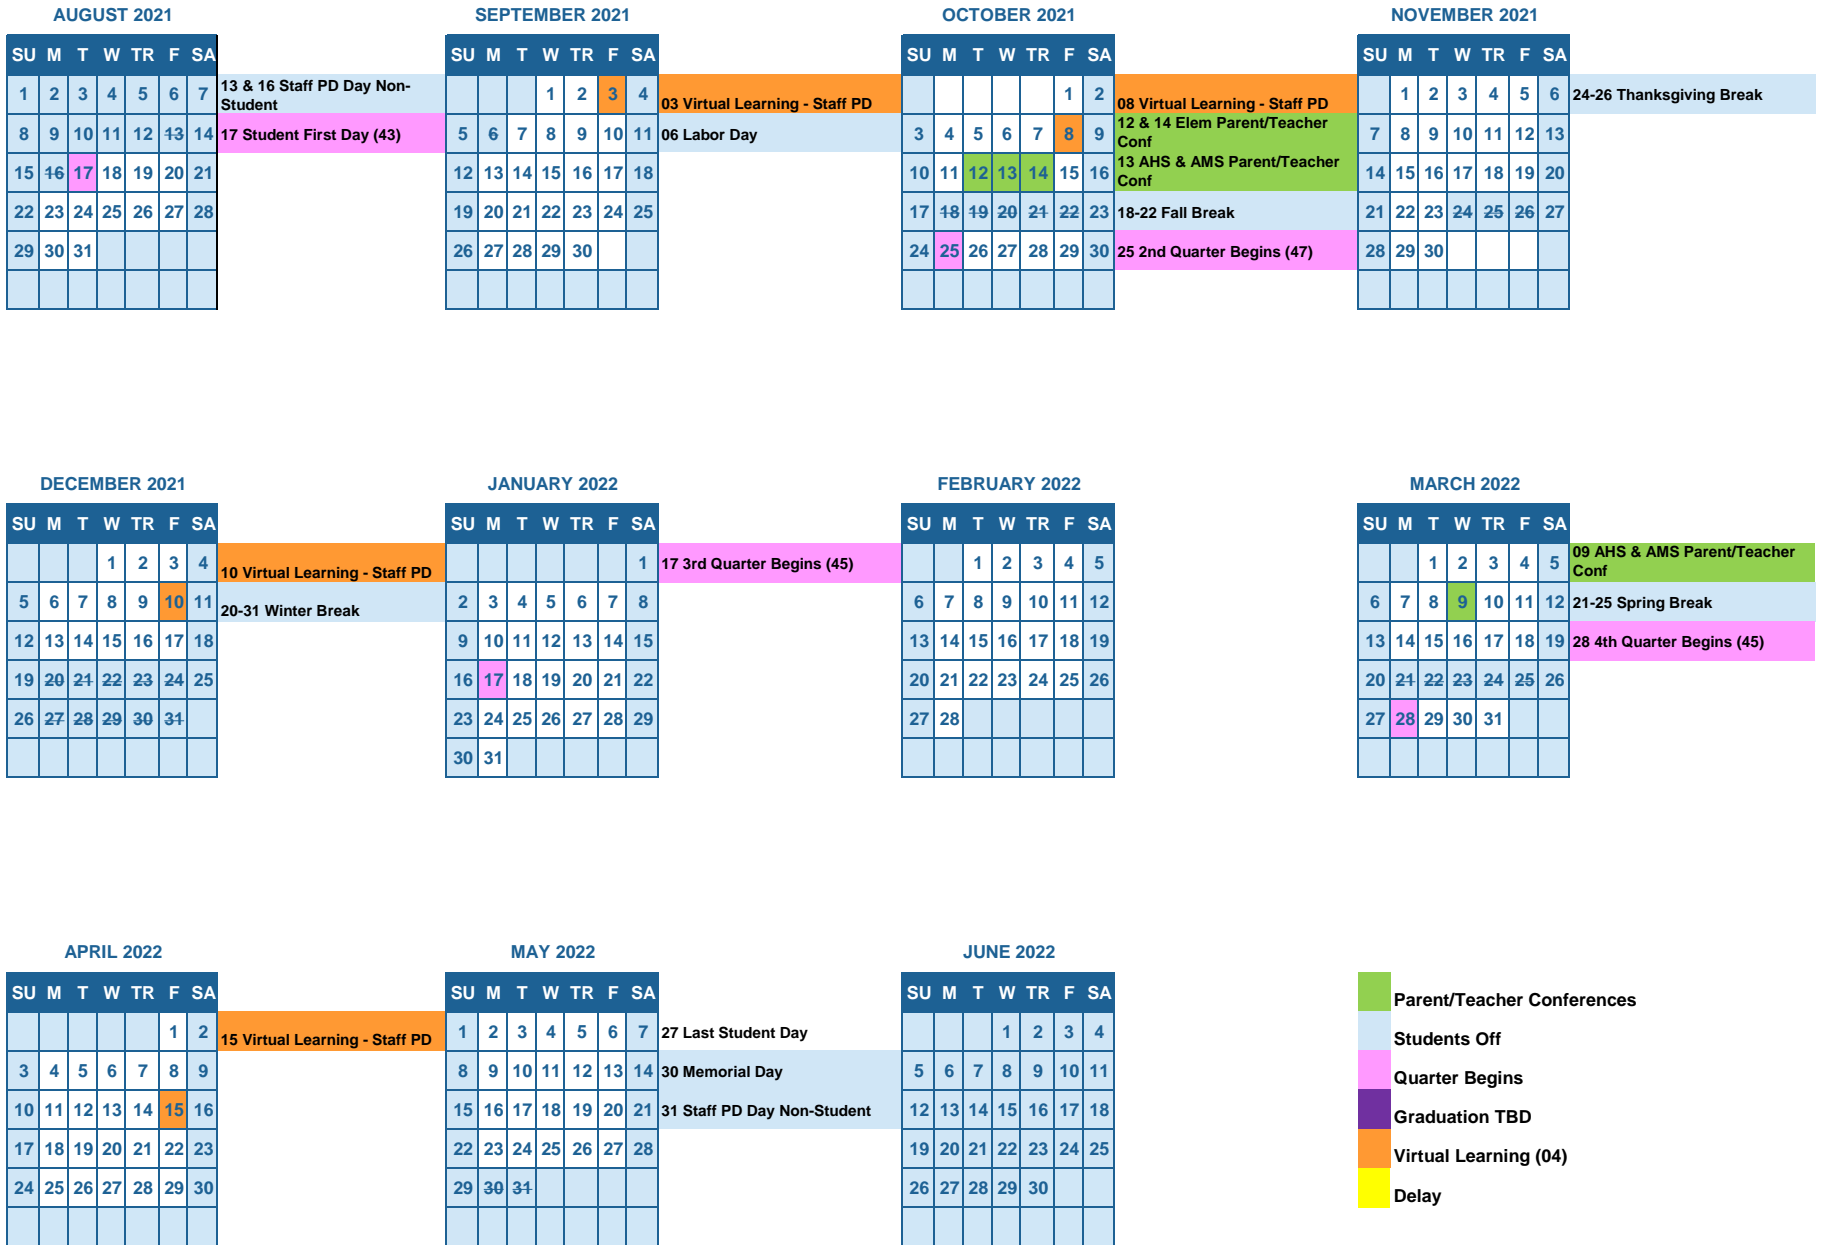 AUGUST 2021 SEPTEMBER 2021 OCTOBER 2021 NOVEMBER 2021
SU M T W TR F SA SU M T W TR F SA SU M T W TR F SA SU M T W TR F SA
1 2 3 4 5 6 7 13 & 16 Staff PD Day Non-
Student
1 2 3 4 03 Virtual Learning - Staff PD
1 2 08 Virtual Learning - Staff PD
1 2 3 4 5 6 24-26 Thanksgiving Break
8 9 10 11 12 13 14 17 Student First Day (43)
5 6 7 8 9 10 11 06 Labor Day
3 4 5 6 7 8 9 12 & 14 Elem Parent/Teacher
Conf
7 8 9 10 11 12 13
15 16 17 18 19 20 21
12 13 14 15 16 17 18
10 11 12 13 14 15 16 13 AHS & AMS Parent/Teacher
Conf
14 15 16 17 18 19 20
22 23 24 25 26 27 28
19 20 21 22 23 24 25
17 18 19 20 21 22 23 18-22 Fall Break
21 22 23 24 25 26 27
29 30 31
26 27 28 29 30
24 25 26 27 28 29 30 25 2nd Quarter Begins (47)
28 29 30
DECEMBER 2021 JANUARY 2022 FEBRUARY 2022 MARCH 2022
SU M T W TR F SA SU M T W TR F SA SU M T W TR F SA SU M T W TR F SA
1 2 3 4 10 Virtual Learning - Staff PD
1 17 3rd Quarter Begins (45)
1 2 3 4 5
1 2 3 4 5 09 AHS & AMS Parent/Teacher
Conf
5 6 7 8 9 10 11 20-31 Winter Break
2 3 4 5 6 7 8
6 7 8 9 10 11 12
6 7 8 9 10 11 12 21-25 Spring Break
12 13 14 15 16 17 18
9 10 11 12 13 14 15
13 14 15 16 17 18 19
13 14 15 16 17 18 19 28 4th Quarter Begins (45)
19 20 21 22 23 24 25
16 17 18 19 20 21 22
20 21 22 23 24 25 26
20 21 22 23 24 25 26
26 27 28 29 30 31
23 24 25 26 27 28 29
27 28
27 28 29 30 31
30 31
APRIL 2022 MAY 2022 JUNE 2022
SU M T W TR F SA SU M T W TR F SA SU M T W TR F SA
Parent/Teacher Conferences
1 2 15 Virtual Learning - Staff PD
1 2 3 4 5 6 7 27 Last Student Day
1 2 3 4
Students Off
3 4 5 6 7 8 9
8 9 10 11 12 13 14 30 Memorial Day
5 6 7 8 9 10 11
Quarter Begins
10 11 12 13 14 15 16
15 16 17 18 19 20 21 31 Staff PD Day Non-Student
12 13 14 15 16 17 18
Graduation TBD
17 18 19 20 21 22 23
22 23 24 25 26 27 28
19 20 21 22 23 24 25
Virtual Learning (04)
24 25 26 27 28 29 30
29 30 31
26 27 28 29 30
Delay